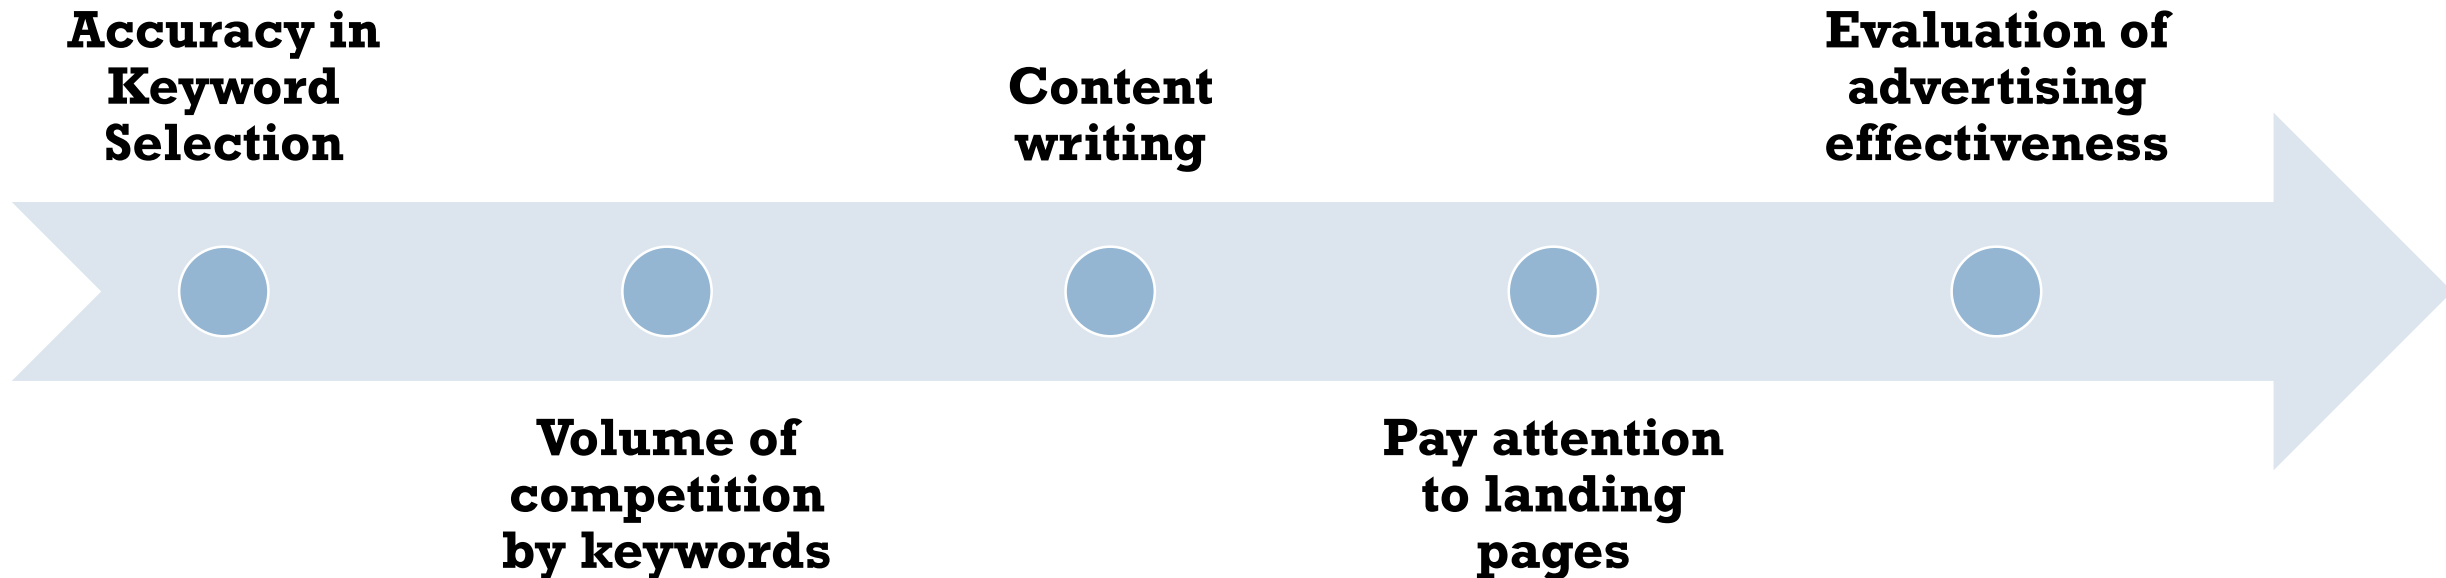 Accuracy in
Keyword
Selection
Volume of
competition
by keywords
Content
writing
Pay attention
to landing
pages
Evaluation of
advertising
effectiveness